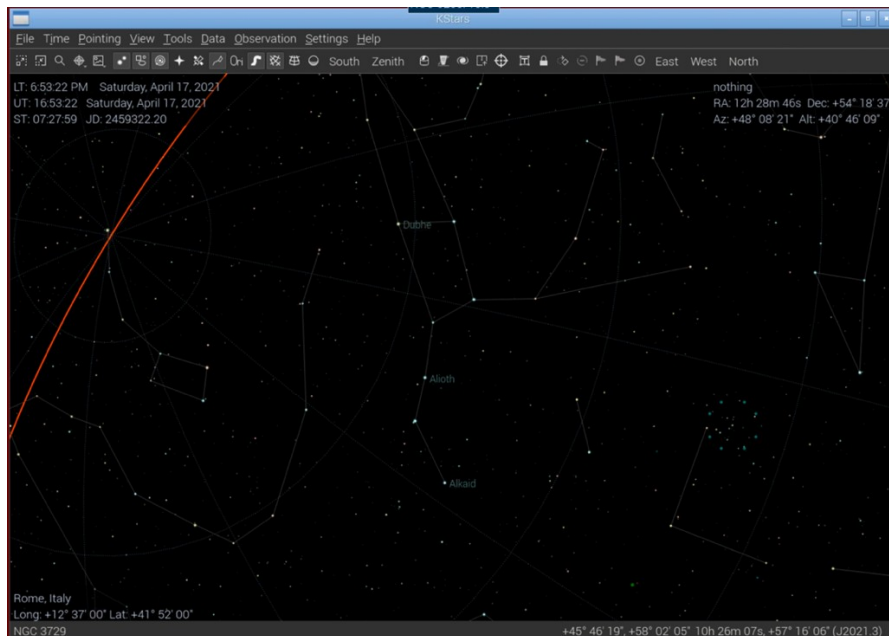 KStars
File Time Pointing View Tools Data Observation Settings Help
South Zenith East West North
LT: 6:53:22 PM Saturday, April 17, 2021
UT: 16:53:22 Saturday, April 17, 2021
ST: 07:27:59 JD: 2459322.20
nothing
RA: 12h 28m 46s Dec: +54° 18' 37
Az: +48° 08' 21" Alt: +40° 46' 09"
Dubhe
Alioth
Alkaid
Rome, Italy
Long: +12° 37' 00" Lat: +41° 52' 00"
NGC 3729
+45° 46' 19", +58° 02' 05" 10h 26m 07s, +57° 16' 06" (J2021.3)